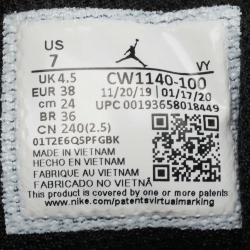 US
7
VY
UK 4.5
EUR 38
cm 24
BR 36
CN 240(2.5)
CW1140-100
11/20/19 01/17/20
UPC 00193658018449
01T2E6QSPFGBK
MADE IN VIETNAM
HECHO EN VIETNAM
FABRIQUE AU VIETNAM
FABRICADO NO VIETNÃ
This product is covered by one or more patents
www.nike.com/patentsvirtualmarking